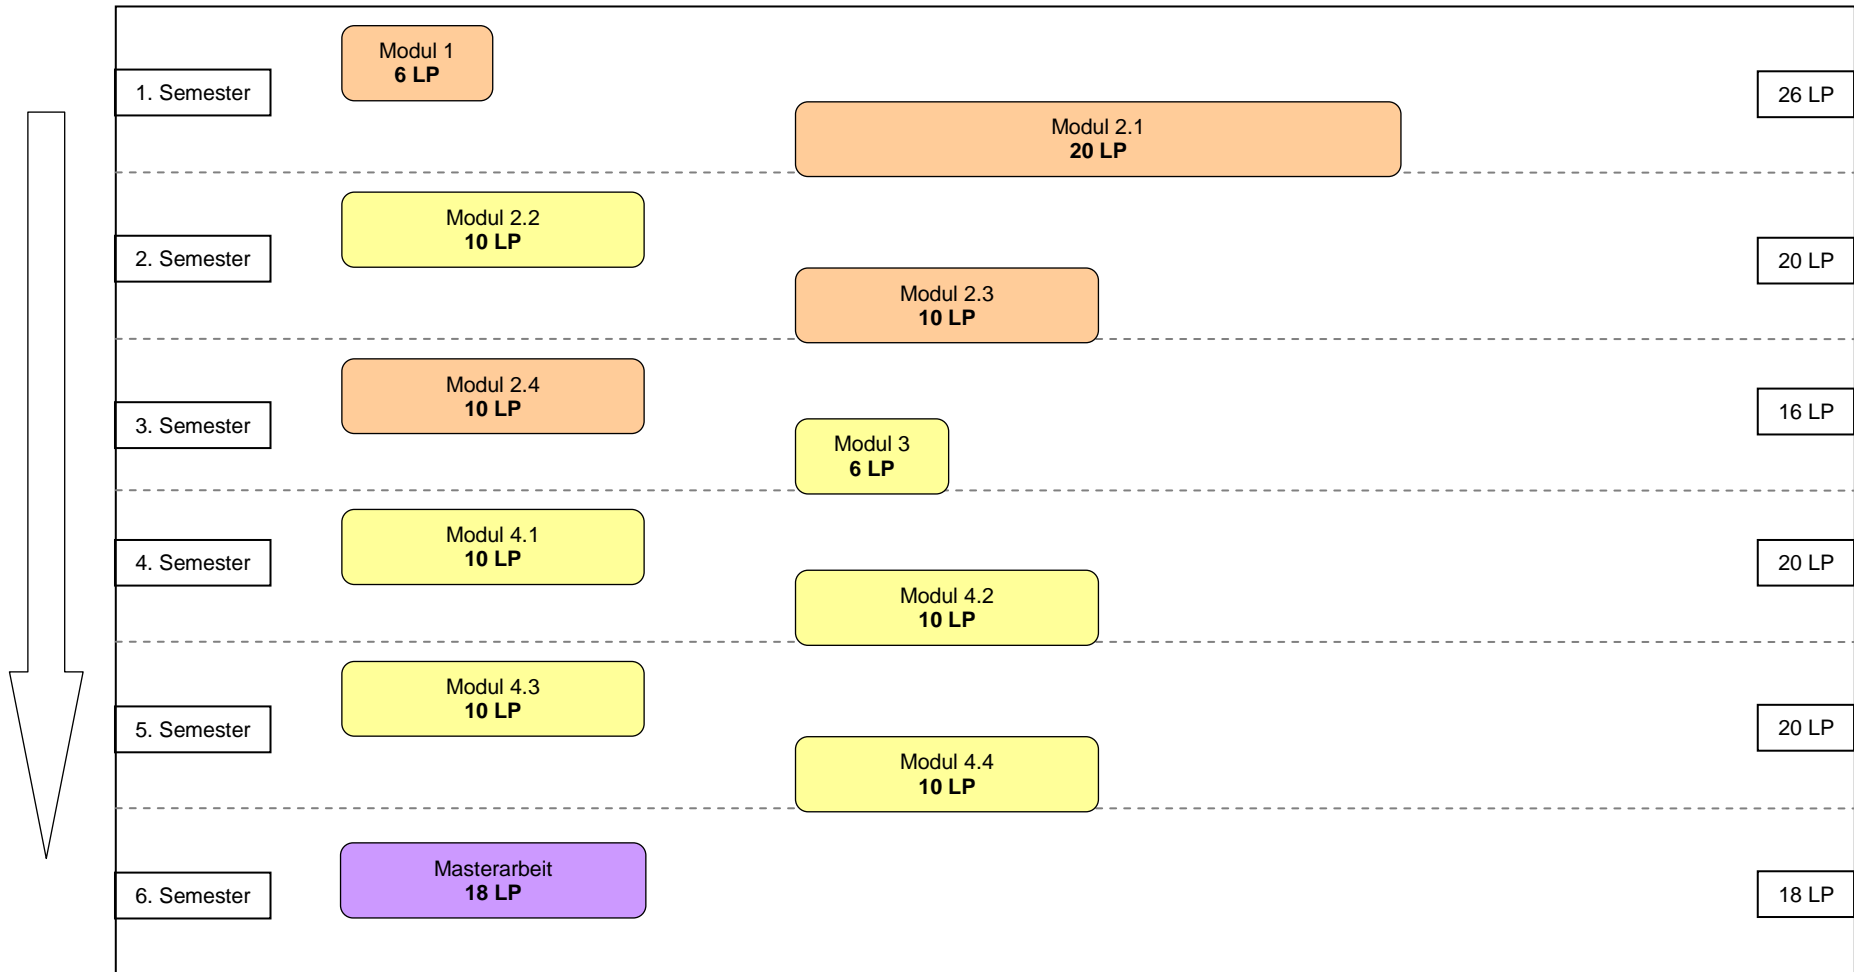 Modul 1
6 LP
1. Semester
26 LP
Modul 2.1
20 LP
Modul 2.2
10 LP
2. Semester
20 LP
Modul 2.3
10 LP
Modul 2.4
10 LP
3. Semester
16 LP
Modul 3
6 LP
Modul 4.1
10 LP
4. Semester
20 LP
Modul 4.2
10 LP
Modul 4.3
10 LP
5. Semester
20 LP
Modul 4.4
10 LP
Masterarbeit
18 LP
6. Semester
18 LP